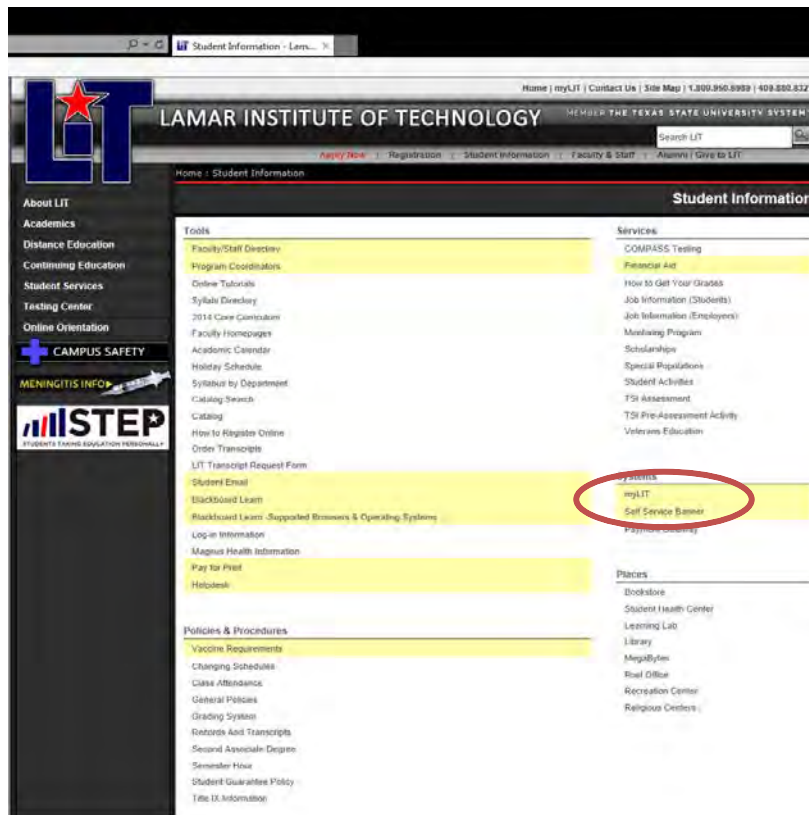 LiT Student Information - Lam...
Home | myLIT | Contact Us | Site Map | 1.800.950.6989 | 409.880.832
LiT
LAMAR INSTITUTE OF TECHNOLOGY
MEMBER THE TEXAS STATE UNIVERSITY SYSTEM
Search LIT
Apply Now | Registration | Student Information | Faculty & Staff | Alumni | Give to LIT
Home : Student Information
Student Information
About LIT
Academics
Distance Education
Continuing Education
Student Services
Testing Center
Online Orientation
CAMPUS SAFETY
MENINGITIS INFO
STEP
STUDENTS TAKING EDUCATION PERSONALLY
Tools
Faculty/Staff Directory
Program Coordinators
Online Tutorials
Syllabi Directory
2014 Core Curriculum
Faculty Homepages
Academic Calendar
Holiday Schedule
Syllabus by Department
Catalog Search
Catalog
How to Register Online
Order Transcripts
LIT Transcript Request Form
Student Email
Blackboard Learn
Blackboard Learn -Supported Browsers & Operating Systems
Log-in Information
Magnus Health Information
Pay for Print
Helpdesk
Policies & Procedures
Vaccine Requirements
Changing Schedules
Class Attendance
General Policies
Grading System
Records And Transcripts
Second Associate Degree
Semester Hour
Student Guarantee Policy
Title IX Information
Services
COMPASS Testing
Financial Aid
How to Get Your Grades
Job Information (Students)
Job Information (Employers)
Mentoring Program
Scholarships
Special Populations
Student Activities
TSI Assessment
TSI Pre-Assessment Activity
Veterans Education
Systems
myLIT
Self Service Banner
Payment Gateway
Places
Bookstore
Student Health Center
Learning Lab
Library
MegaBytes
Post Office
Recreation Center
Religious Centers